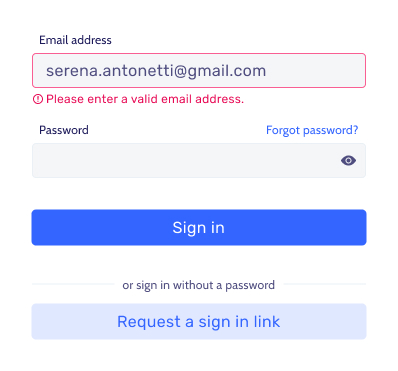 Email address
serena.antonetti@gmail.com
Please enter a valid email address.
Password Forgot password?
Sign in
or sign in without a password
Request a sign in link